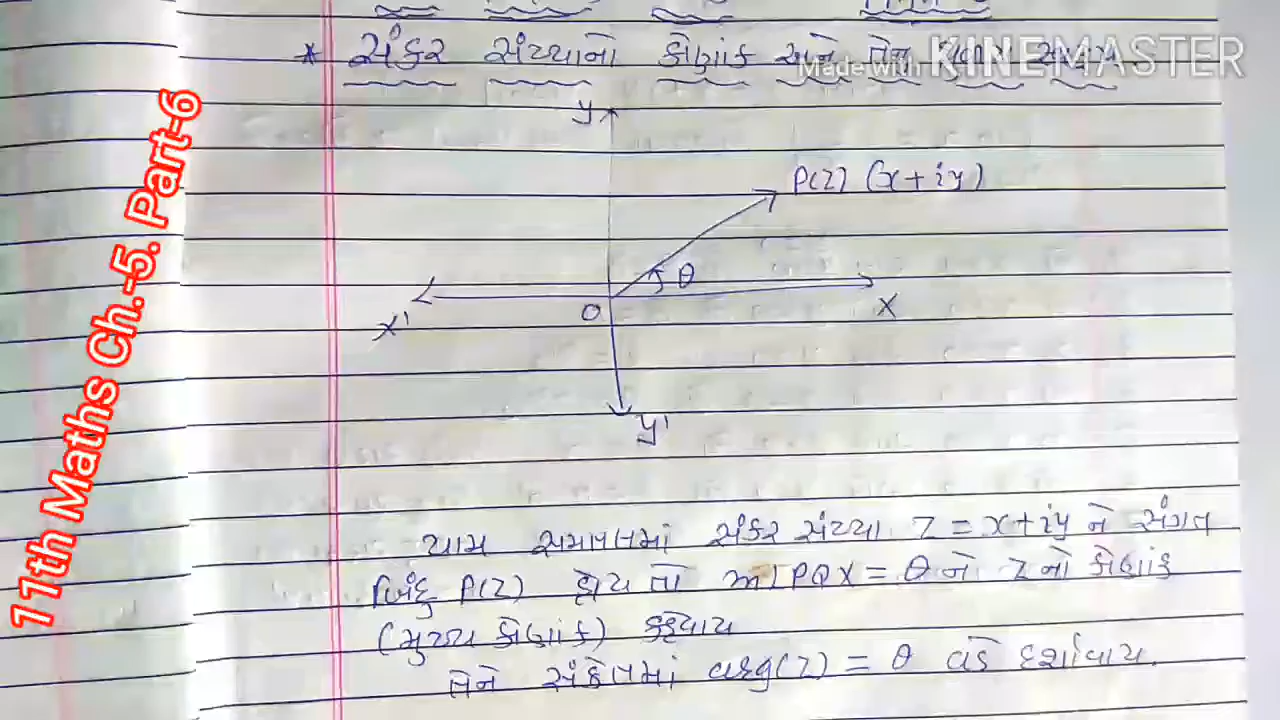 * સંકર સંખ્યાનો કોણાંક અને તેનું
Made with KINEMASTER
y
P(Z) (x+iy)
θ
O
X
X'
y'
યામ સમતલમાં સંકર સંખ્યા Z = x+iy ને સંગત
બિંદુ P(Z) હોય તો m∠POX = θ ને Z નો કોણાંક
(મુખ્ય કોણાંક) કહેવાય
તેને સંકેતમાં (Z) = θ વડે દર્શાવાય.
11th Maths Ch.-5. Part-6